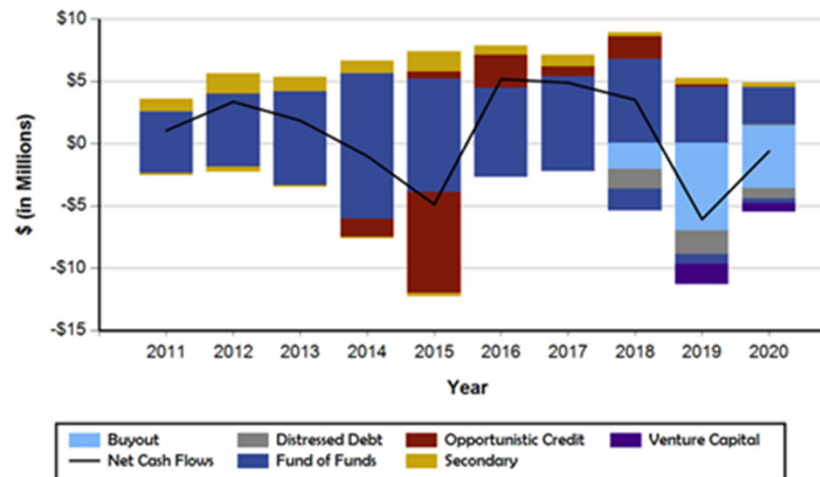 $10
$5
$0
-$5
-$10
-$15
$ (in Millions)
2011 2012 2013 2014 2015 2016 2017 2018 2019 2020
Year
Buyout Distressed Debt Opportunistic Credit Venture Capital
Net Cash Flows Fund of Funds Secondary